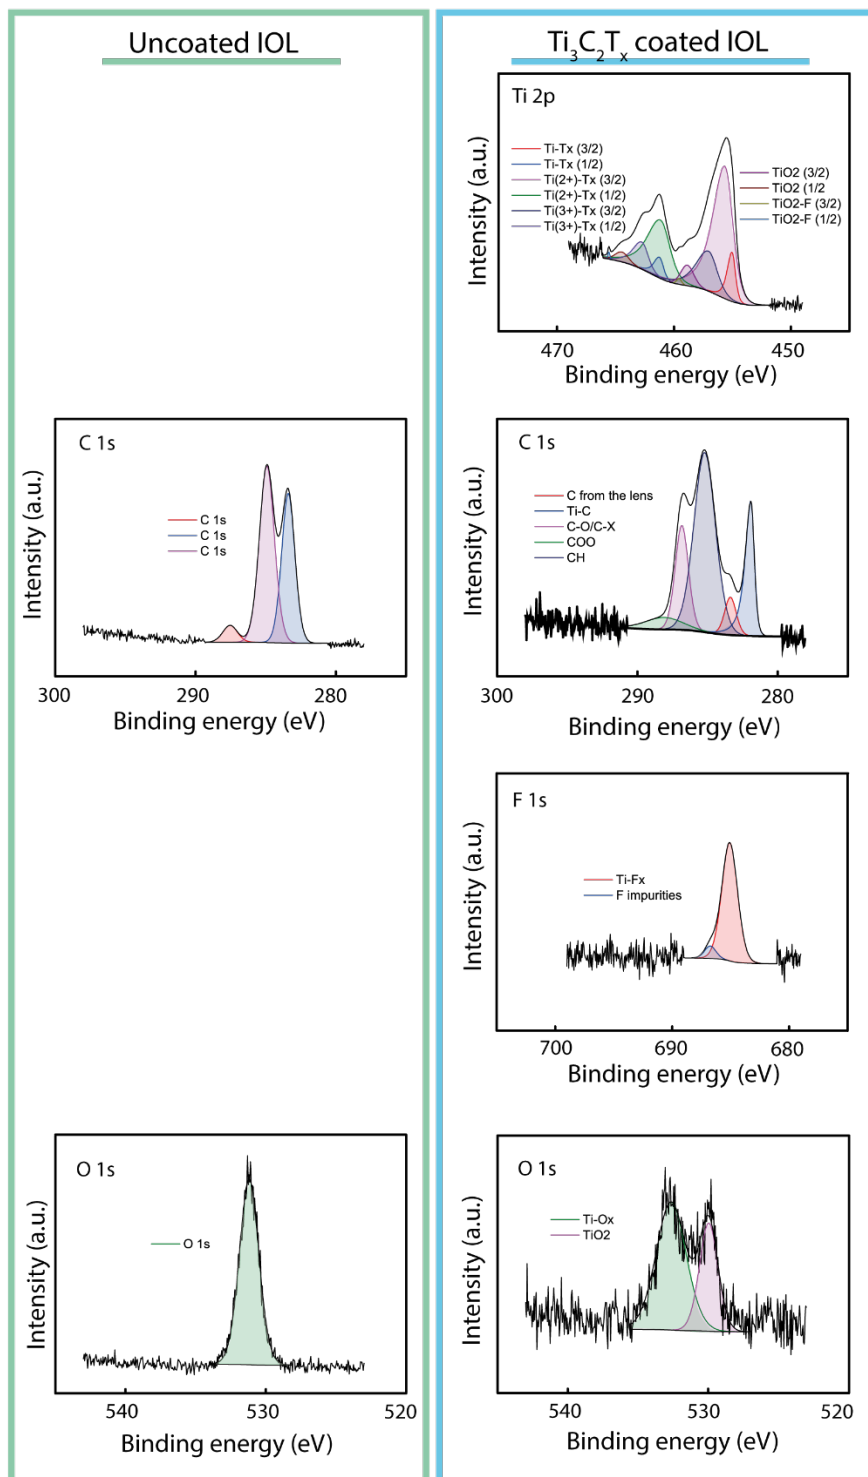 Uncoated IOL
Ti₃C₂Tₓ coated IOL
Ti 2p
Ti-Tx (3/2)
Ti-Tx (1/2)
Ti(2+)-Tx (3/2)
Ti(2+)-Tx (1/2)
Ti(3+)-Tx (3/2)
Ti(3+)-Tx (1/2)
TiO2 (3/2)
TiO2 (1/2
TiO2-F (3/2)
TiO2-F (1/2)
Intensity (a.u.)
470 460 450
Binding energy (eV)
C 1s
C 1s
C 1s
C 1s
Intensity (a.u.)
300 290 280
Binding energy (eV)
C 1s
C from the lens
Ti-C
C-O/C-X
COO
CH
Intensity (a.u.)
300 290 280
Binding energy (eV)
F 1s
Ti-Fx
F impurities
Intensity (a.u.)
700 690 680
Binding energy (eV)
O 1s
O 1s
Intensity (a.u.)
540 530 520
Binding energy (eV)
O 1s
Ti-Ox
TiO2
Intensity (a.u.)
540 530 520
Binding energy (eV)